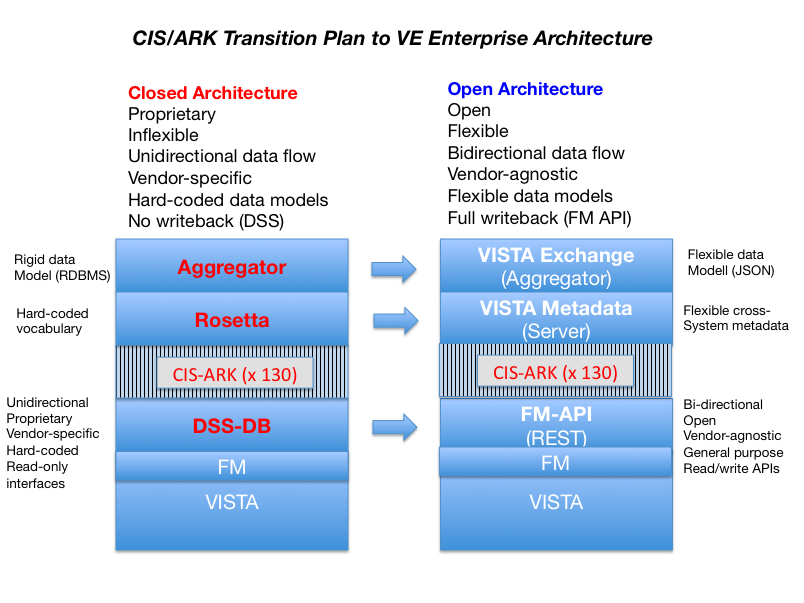 CIS/ARK Transition Plan to VE Enterprise Architecture
Closed Architecture
Proprietary
Inflexible
Unidirectional data flow
Vendor-specific
Hard-coded data models
No writeback (DSS)
Open Architecture
Open
Flexible
Bidirectional data flow
Vendor-agnostic
Flexible data models
Full writeback (FM API)
Rigid data
Model (RDBMS)
Hard-coded
vocabulary
Unidirectional
Proprietary
Vendor-specific
Hard-coded
Read-only
interfaces
Aggregator
Rosetta
CIS-ARK (x 130)
DSS-DB
FM
VISTA
VISTA Exchange
(Aggregator)
VISTA Metadata
(Server)
CIS-ARK (x 130)
FM-API
(REST)
FM
VISTA
Flexible data
Modell (JSON)
Flexible cross-
System metadata
Bi-directional
Open
Vendor-agnostic
General purpose
Read/write APIs